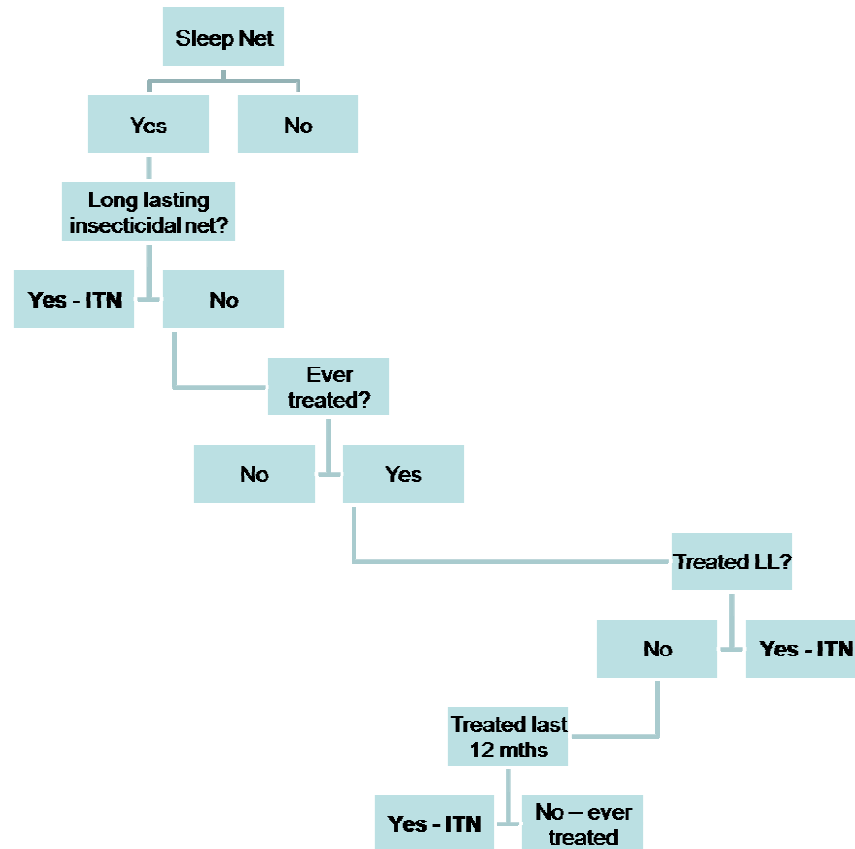 Sleep Net
Yes
No
Long lasting
insecticidal net?
Yes - ITN
No
Ever
treated?
No
Yes
Treated LL?
No
Yes - ITN
Treated last
12 mths
Yes - ITN
No – ever
treated